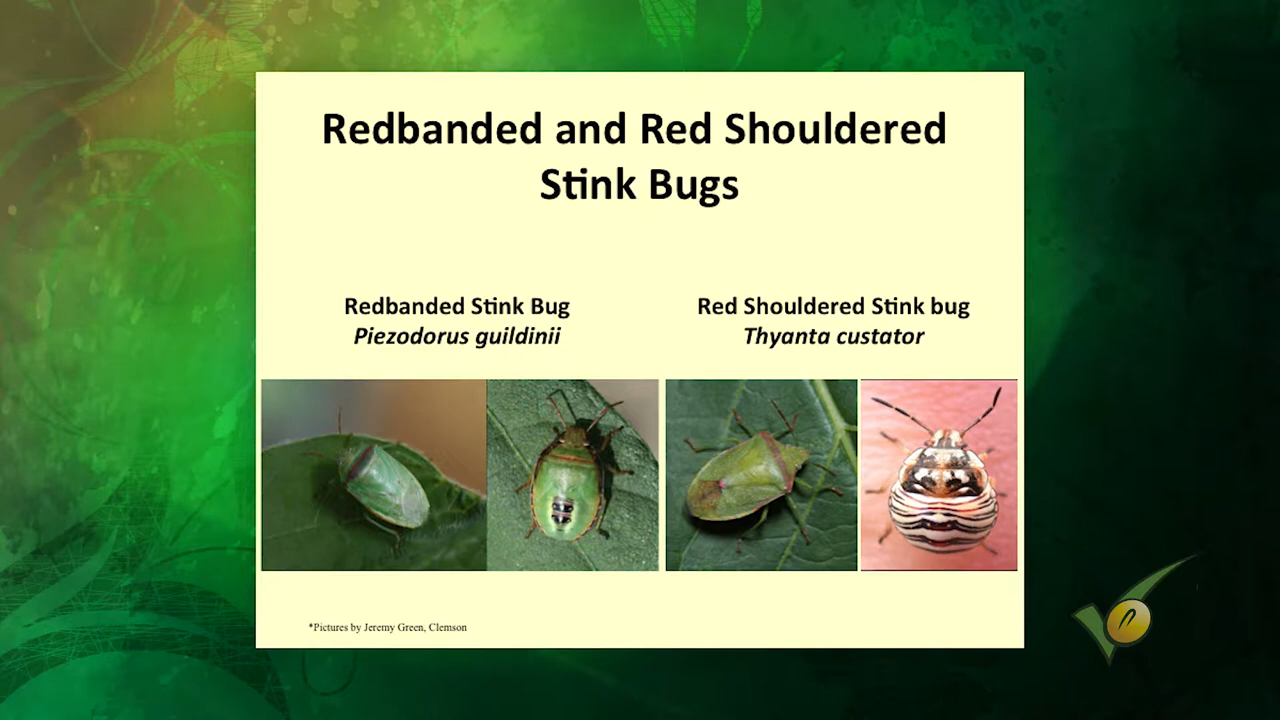 Redbanded and Red Shouldered
Stink Bugs
Redbanded Stink Bug
Piezodorus guildinii
Red Shouldered Stink bug
Thyanta custator
*Pictures by Jeremy Green, Clemson